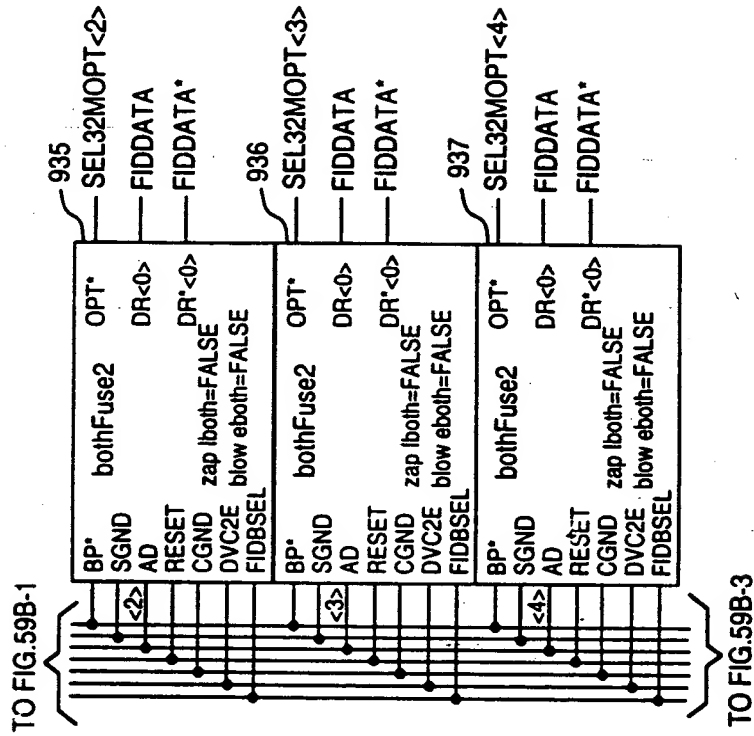 TO FIG.59B-1
935
BP* OPT* SEL32MOPT<2>
SGND bothFuse2
<2> AD DR<0> FIDDATA
RESET
CGND DR*<0> FIDDATA*
zap lboth=FALSE
DVC2E
blow eboth=FALSE
FIDBSEL
936
BP* OPT* SEL32MOPT<3>
SGND bothFuse2
<3> AD DR<0> FIDDATA
RESET
CGND DR*<0> FIDDATA*
zap lboth=FALSE
DVC2E
blow eboth=FALSE
FIDBSEL
937
BP* OPT* SEL32MOPT<4>
SGND bothFuse2
<4> AD DR<0> FIDDATA
RESET
CGND DR*<0> FIDDATA*
zap lboth=FALSE
DVC2E
blow eboth=FALSE
FIDBSEL
TO FIG.59B-3